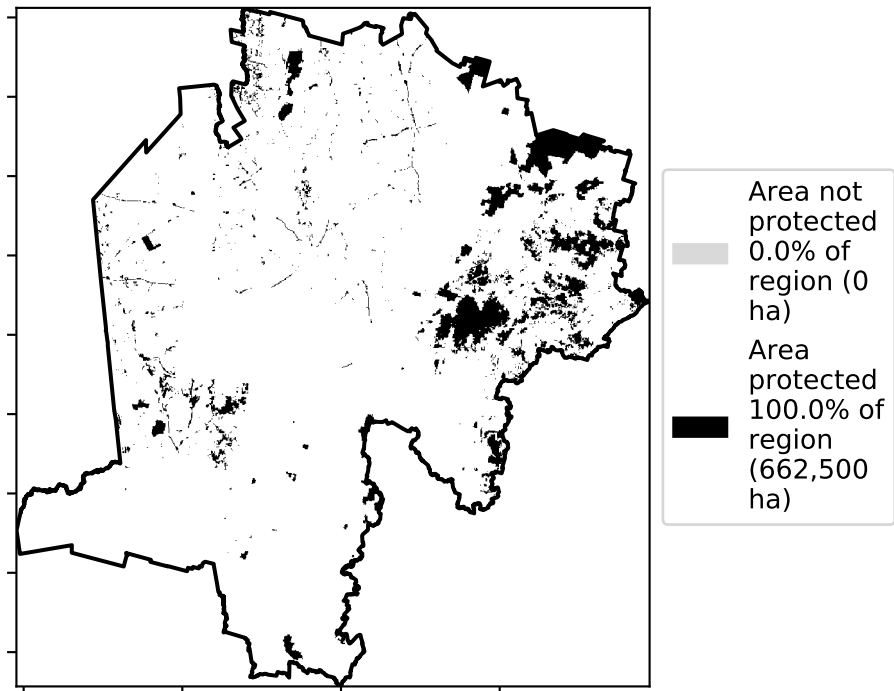 Area not
protected
0.0% of
region (0
ha)
Area
protected
100.0% of
region
(662,500
ha)